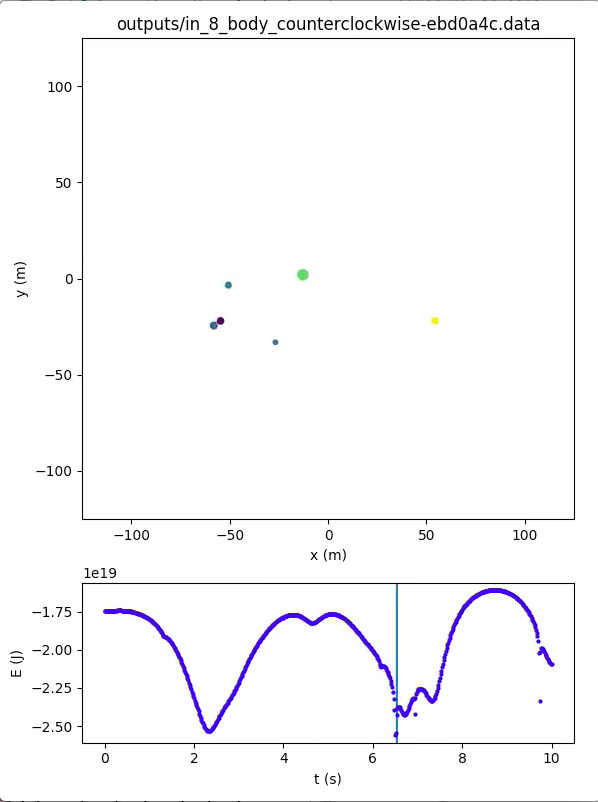 outputs/in_8_body_counterclockwise-ebd0a4c.data
100
50
0
−50
−100
y (m)
−100 −50 0 50 100
x (m)
1e19
−1.75
−2.00
−2.25
−2.50
E (J)
0 2 4 6 8 10
t (s)